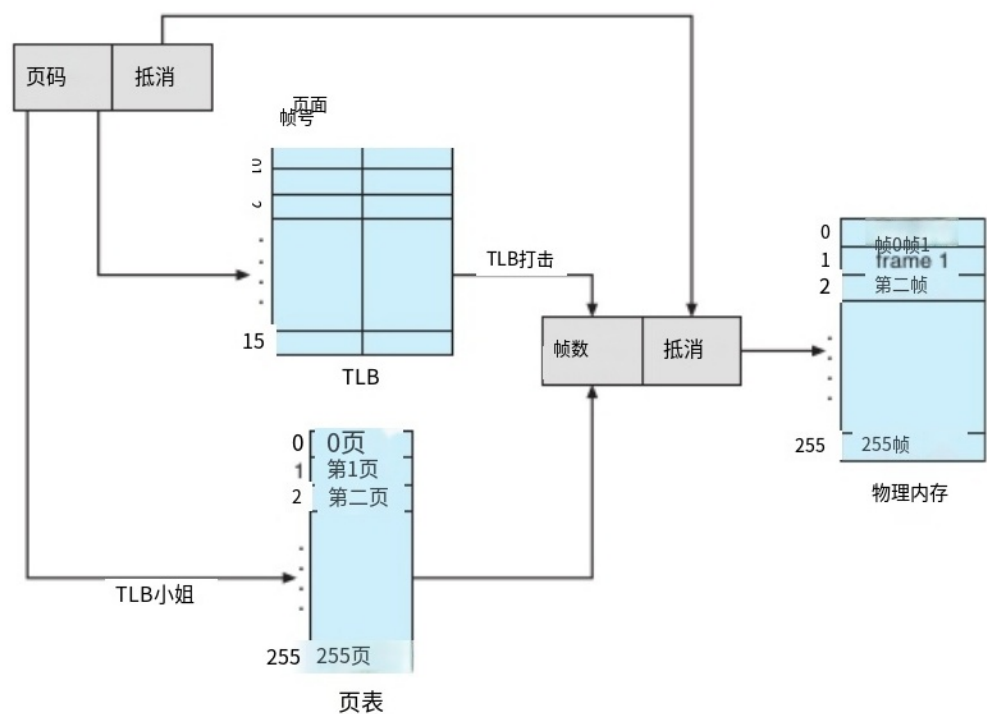 页码
抵消
页面
帧号
15
TLB
TLB打击
帧数
抵消
0
1
2
帧0帧1
frame 1
第二帧
255
255帧
物理内存
0
0页
1
第1页
2
第二页
TLB小姐
255
255页
页表